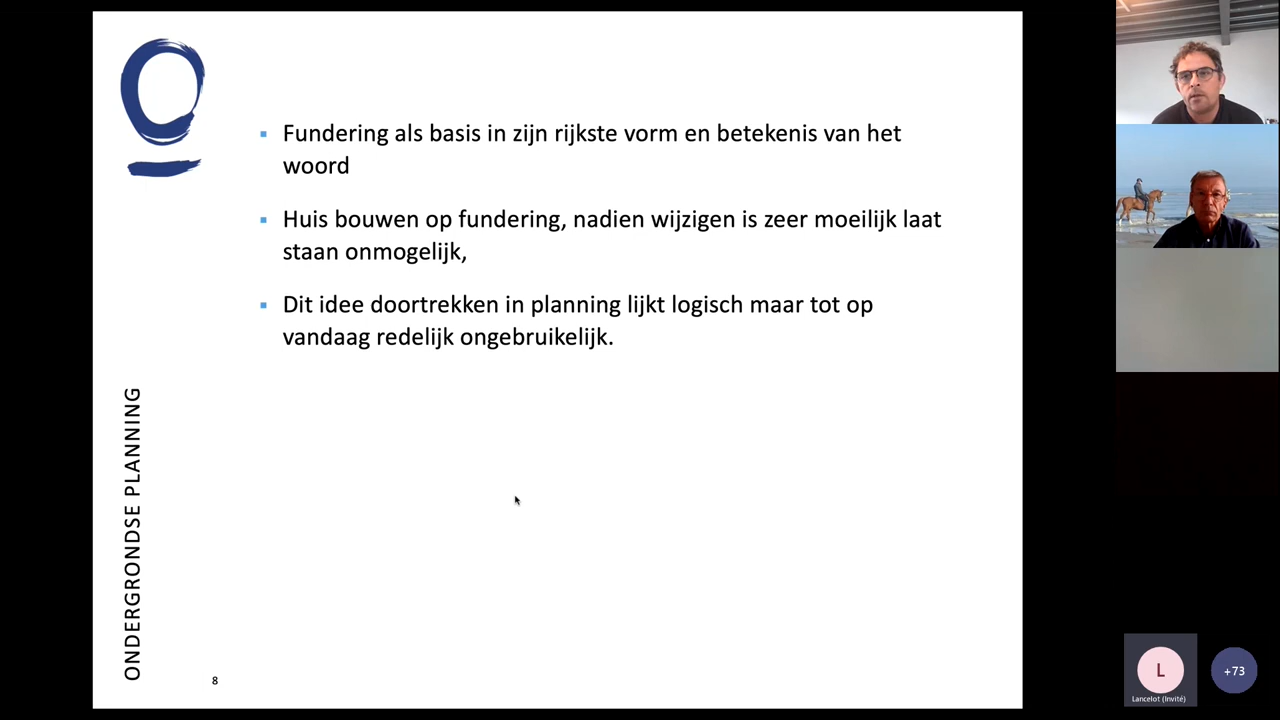 Fundering als basis in zijn rijkste vorm en betekenis van het
woord
Huis bouwen op fundering, nadien wijzigen is zeer moeilijk laat
staan onmogelijk,
Dit idee doortrekken in planning lijkt logisch maar tot op
vandaag redelijk ongebruikelijk.
ONDERGRONDSE PLANNING
8
L
Lancelot (Invité)
+73